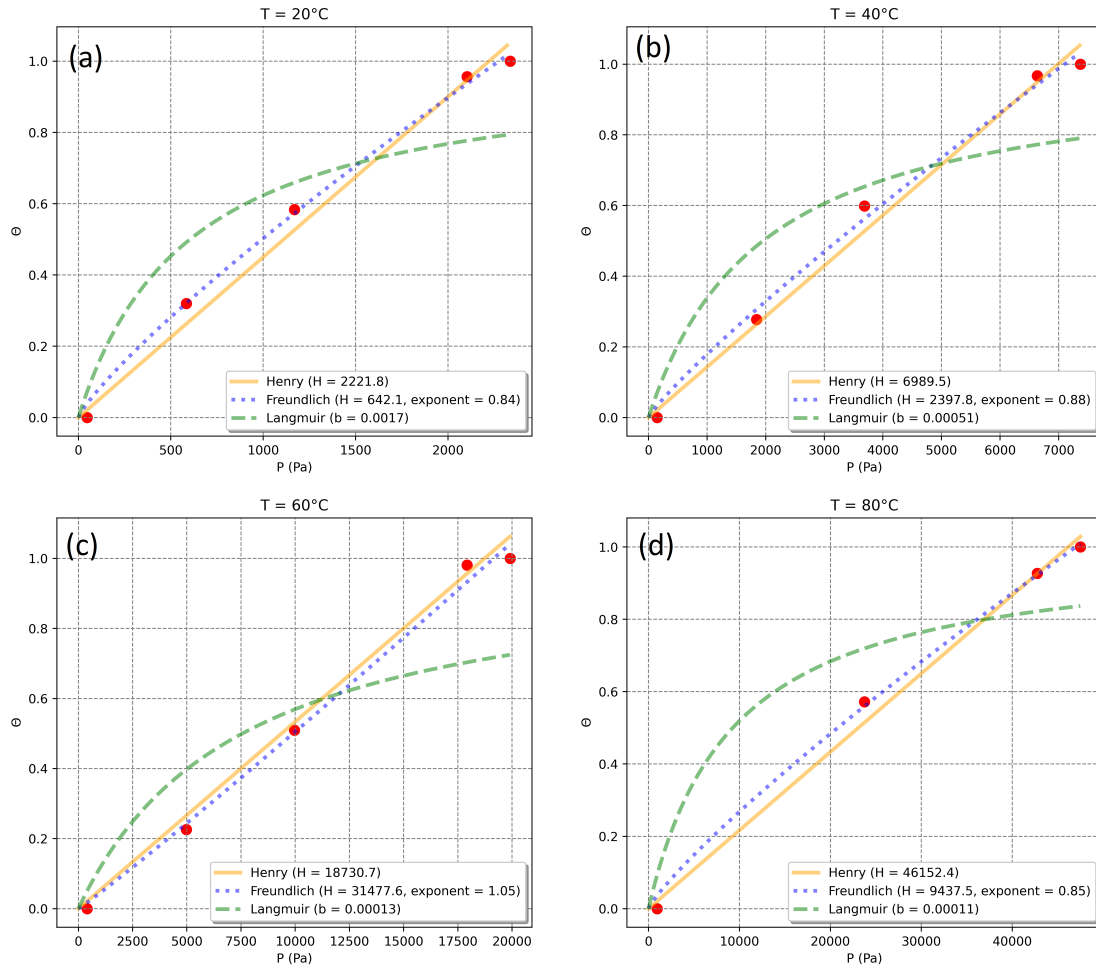 T = 20°C
(a)
1.0
0.8
0.6
0.4
0.2
0.0
Θ
Henry (H = 2221.8)
Freundlich (H = 642.1, exponent = 0.84)
Langmuir (b = 0.0017)
0 500 1000 1500 2000
P (Pa)
T = 40°C
(b)
1.0
0.8
0.6
0.4
0.2
0.0
Θ
Henry (H = 6989.5)
Freundlich (H = 2397.8, exponent = 0.88)
Langmuir (b = 0.00051)
0 1000 2000 3000 4000 5000 6000 7000
P (Pa)
T = 60°C
(c)
1.0
0.8
0.6
0.4
0.2
0.0
Θ
Henry (H = 18730.7)
Freundlich (H = 31477.6, exponent = 1.05)
Langmuir (b = 0.00013)
0 2500 5000 7500 10000 12500 15000 17500 20000
P (Pa)
T = 80°C
(d)
1.0
0.8
0.6
0.4
0.2
0.0
Θ
Henry (H = 46152.4)
Freundlich (H = 9437.5, exponent = 0.85)
Langmuir (b = 0.00011)
0 10000 20000 30000 40000
P (Pa)